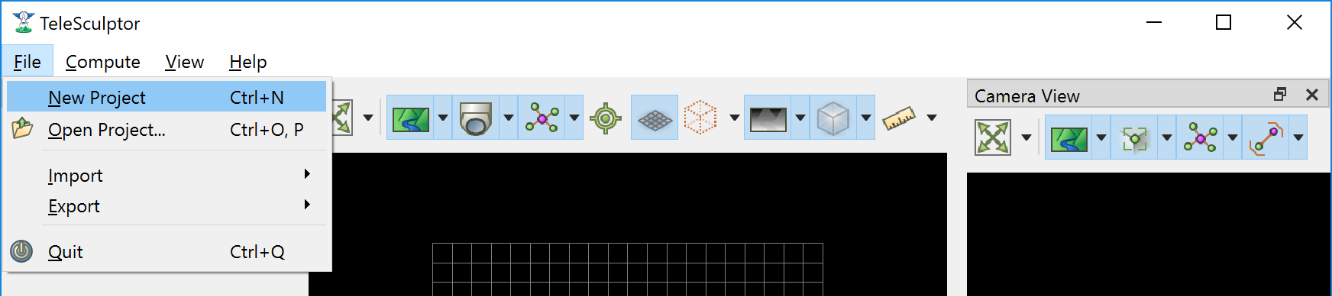 TeleSculptor
File Compute View Help
New Project Ctrl+N
Open Project... Ctrl+O, P
Import
Export
Quit Ctrl+Q
Camera View